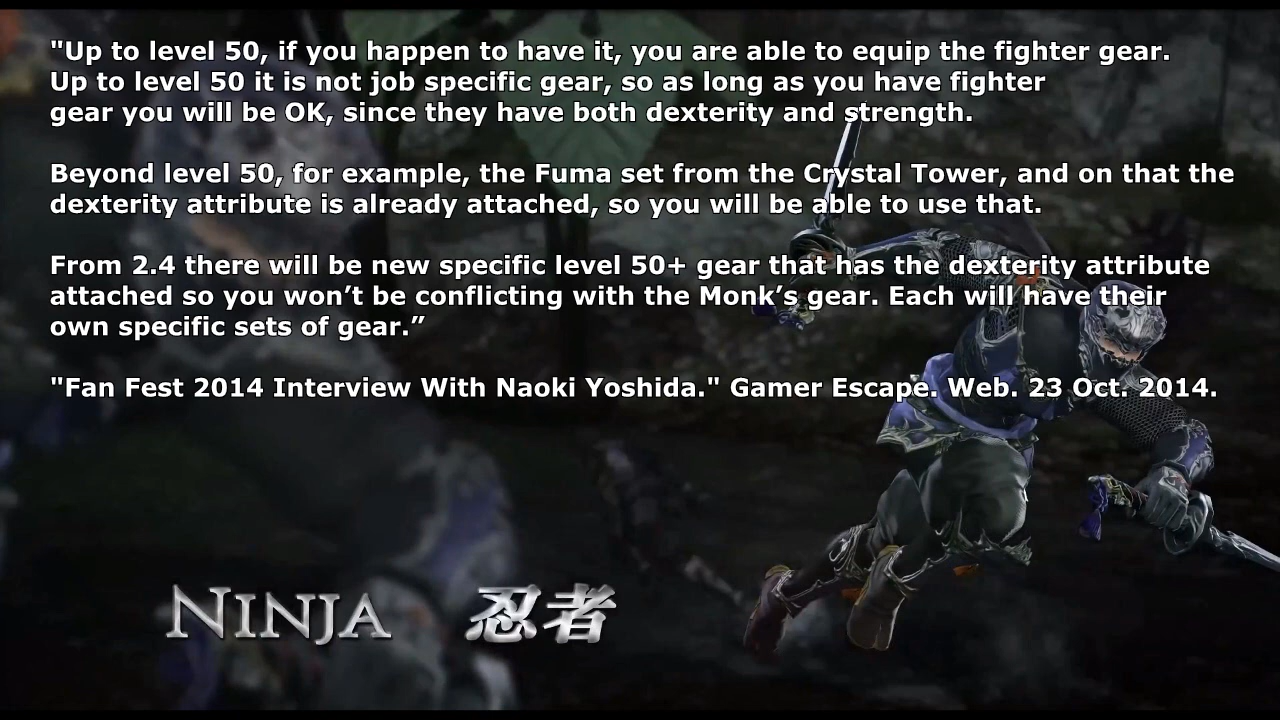 "Up to level 50, if you happen to have it, you are able to equip the fighter gear.
Up to level 50 it is not job specific gear, so as long as you have fighter
gear you will be OK, since they have both dexterity and strength.
Beyond level 50, for example, the Fuma set from the Crystal Tower, and on that the
dexterity attribute is already attached, so you will be able to use that.
From 2.4 there will be new specific level 50+ gear that has the dexterity attribute
attached so you won’t be conflicting with the Monk’s gear. Each will have their
own specific sets of gear.”
"Fan Fest 2014 Interview With Naoki Yoshida." Gamer Escape. Web. 23 Oct. 2014.
Ninja 忍者